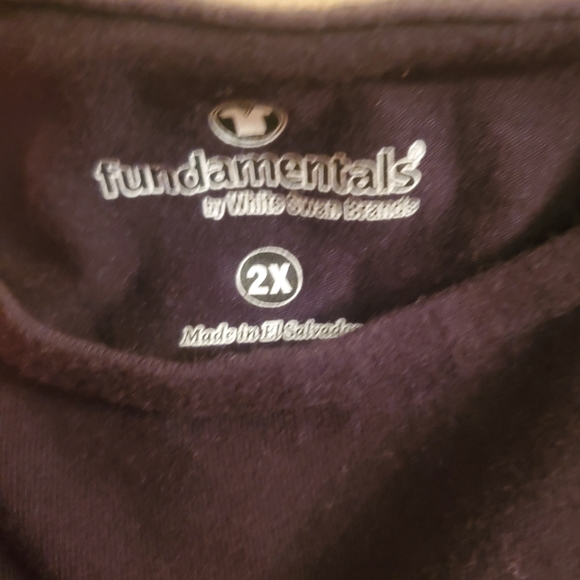 fundamentals
by White Swan Brands
2X
Made in El Salvador